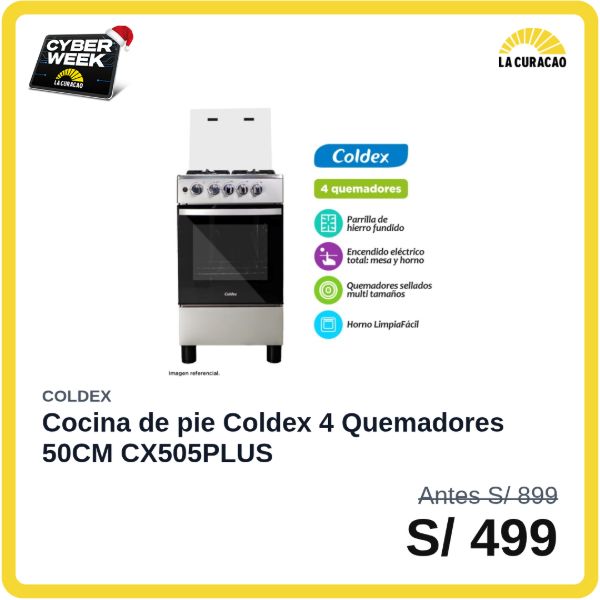 CYBER
WEEK
LA CURACAO
LA CURACAO
Coldex
4 quemadores
Parrilla de
hierro fundido
Encendido eléctrico
total: mesa y horno
Quemadores sellados
multi tamaños
Horno LimpiaFácil
Coldex
Imagen referencial.
COLDEX
Cocina de pie Coldex 4 Quemadores
50CM CX505PLUS
Antes S/ 899
S/ 499